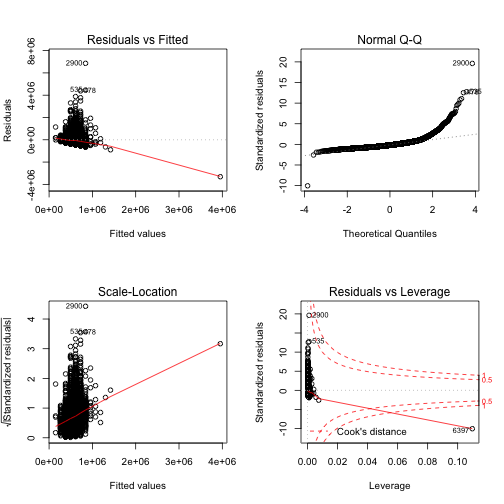 Residuals vs Fitted
Residuals
-4e+06
0e+00
4e+06
8e+06
2900
0e+00 1e+06 2e+06 3e+06 4e+06
Fitted values
Normal Q-Q
Standardized residuals
-10
-5
0
5
10
15
20
2900
-4 -2 0 2 4
Theoretical Quantiles
Scale-Location
√|Standardized residuals|
0
1
2
3
4
2900
0e+00 1e+06 2e+06 3e+06 4e+06
Fitted values
Residuals vs Leverage
Standardized residuals
-10
0
5
10
20
2900
535
6397
Cook's distance
1
0.5
0.5
1
0.00 0.02 0.04 0.06 0.08 0.10
Leverage